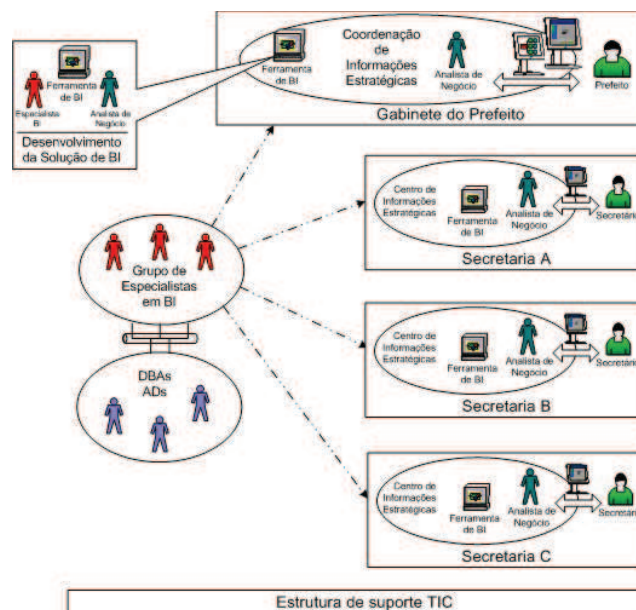 Ferramenta
de BI
Especialista
BI
Analista de
Negócio
Desenvolvimento
da Solução de BI
Ferramenta
de BI
Coordenação
de
Informações
Estratégicas
Analista de
Negócio
Prefeito
Gabinete do Prefeito
Centro de
Informações
Estratégicas
Ferramenta
de BI
Analista de
Negócio
Secretári
Secretaria A
Grupo de
Especialistas
em BI
DBAs
ADs
Centro de
Informações
Estratégicas
Ferramenta
de BI
Analista de
Negócio
Secretári
Secretaria B
Centro de
Informações
Estratégicas
Ferramenta
de BI
Analista de
Negócio
Secretári
Secretaria C
Estrutura de suporte TIC